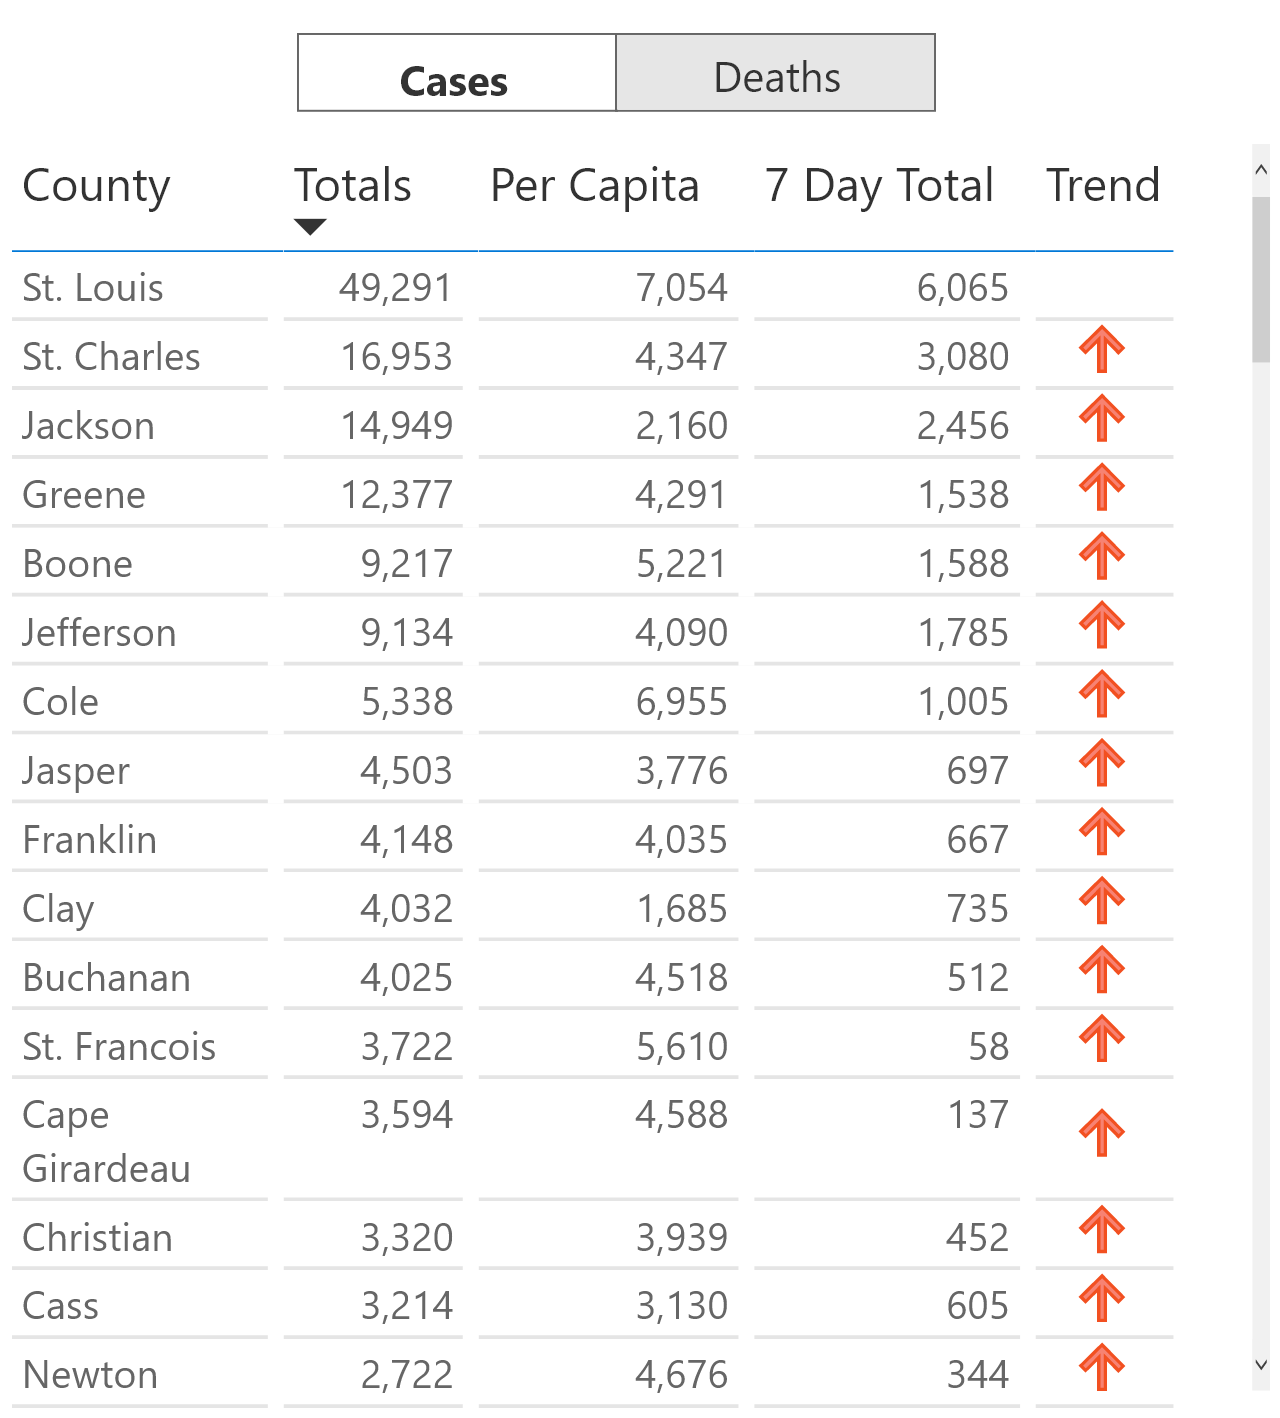 Cases Deaths
County Totals Per Capita 7 Day Total Trend
St. Louis 49,291 7,054 6,065
St. Charles 16,953 4,347 3,080
Jackson 14,949 2,160 2,456
Greene 12,377 4,291 1,538
Boone 9,217 5,221 1,588
Jefferson 9,134 4,090 1,785
Cole 5,338 6,955 1,005
Jasper 4,503 3,776 697
Franklin 4,148 4,035 667
Clay 4,032 1,685 735
Buchanan 4,025 4,518 512
St. Francois 3,722 5,610 58
Cape 3,594 4,588 137
Girardeau
Christian 3,320 3,939 452
Cass 3,214 3,130 605
Newton 2,722 4,676 344